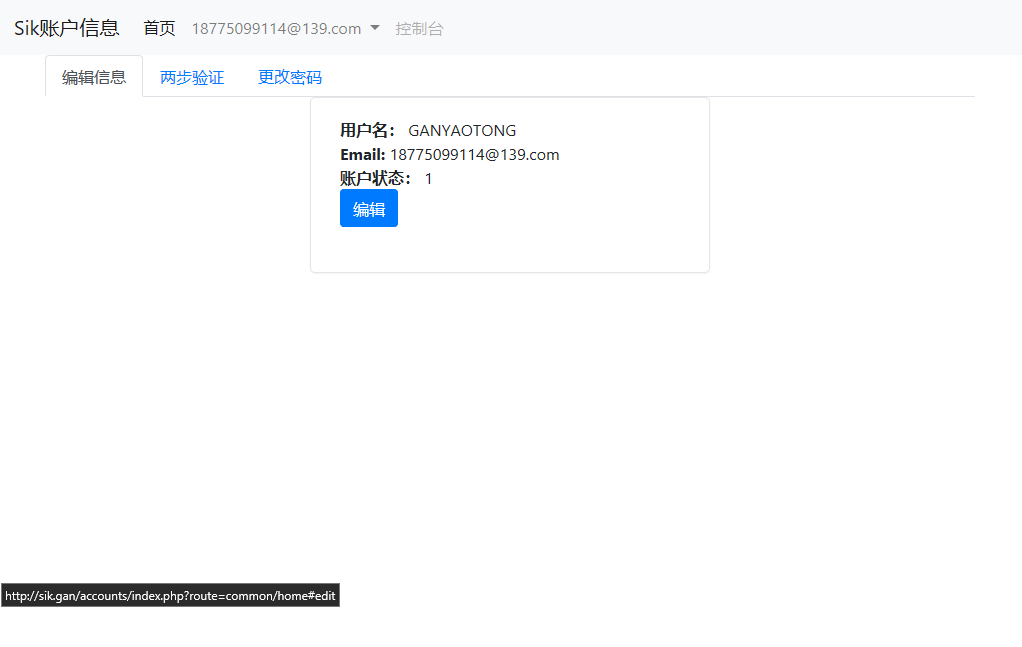 Sik账户信息 首页 18775099114@139.com 控制台
编辑信息 两步验证 更改密码
用户名： GANYAOTONG
Email: 18775099114@139.com
账户状态： 1
编辑
http://sik.gan/accounts/index.php?route=common/home#edit